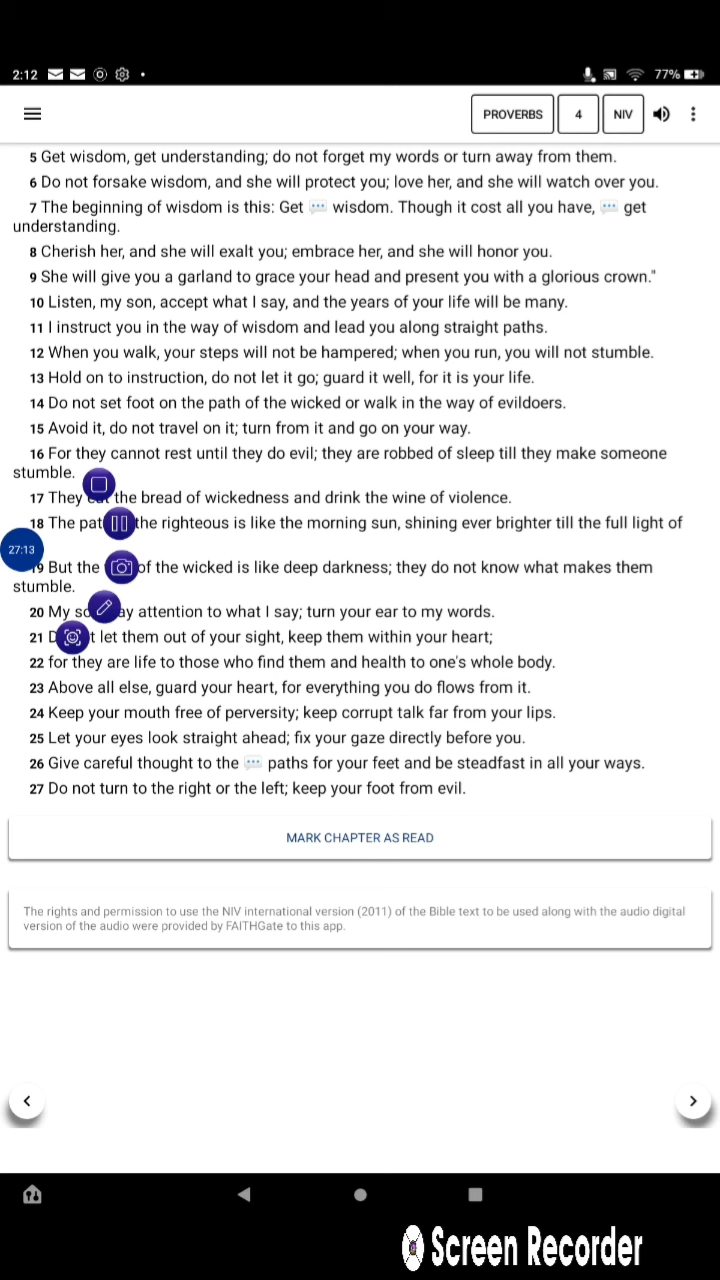 2:12
77%
PROVERBS
4
NIV
5 Get wisdom, get understanding; do not forget my words or turn away from them.
6 Do not forsake wisdom, and she will protect you; love her, and she will watch over you.
7 The beginning of wisdom is this: Get wisdom. Though it cost all you have, get
understanding.
8 Cherish her, and she will exalt you; embrace her, and she will honor you.
9 She will give you a garland to grace your head and present you with a glorious crown."
10 Listen, my son, accept what I say, and the years of your life will be many.
11 I instruct you in the way of wisdom and lead you along straight paths.
12 When you walk, your steps will not be hampered; when you run, you will not stumble.
13 Hold on to instruction, do not let it go; guard it well, for it is your life.
14 Do not set foot on the path of the wicked or walk in the way of evildoers.
15 Avoid it, do not travel on it; turn from it and go on your way.
16 For they cannot rest until they do evil; they are robbed of sleep till they make someone
stumble.
17 They the bread of wickedness and drink the wine of violence.
18 The the righteous is like the morning sun, shining ever brighter till the full light of
27:13
But the of the wicked is like deep darkness; they do not know what makes them
stumble.
20 My attention to what I say; turn your ear to my words.
21 let them out of your sight, keep them within your heart;
22 for they are life to those who find them and health to one's whole body.
23 Above all else, guard your heart, for everything you do flows from it.
24 Keep your mouth free of perversity; keep corrupt talk far from your lips.
25 Let your eyes look straight ahead; fix your gaze directly before you.
26 Give careful thought to the paths for your feet and be steadfast in all your ways.
27 Do not turn to the right or the left; keep your foot from evil.
MARK CHAPTER AS READ
The rights and permission to use the NIV international version (2011) of the Bible text to be used along with the audio digital
version of the audio were provided by FAITHGate to this app.
Screen Recorder